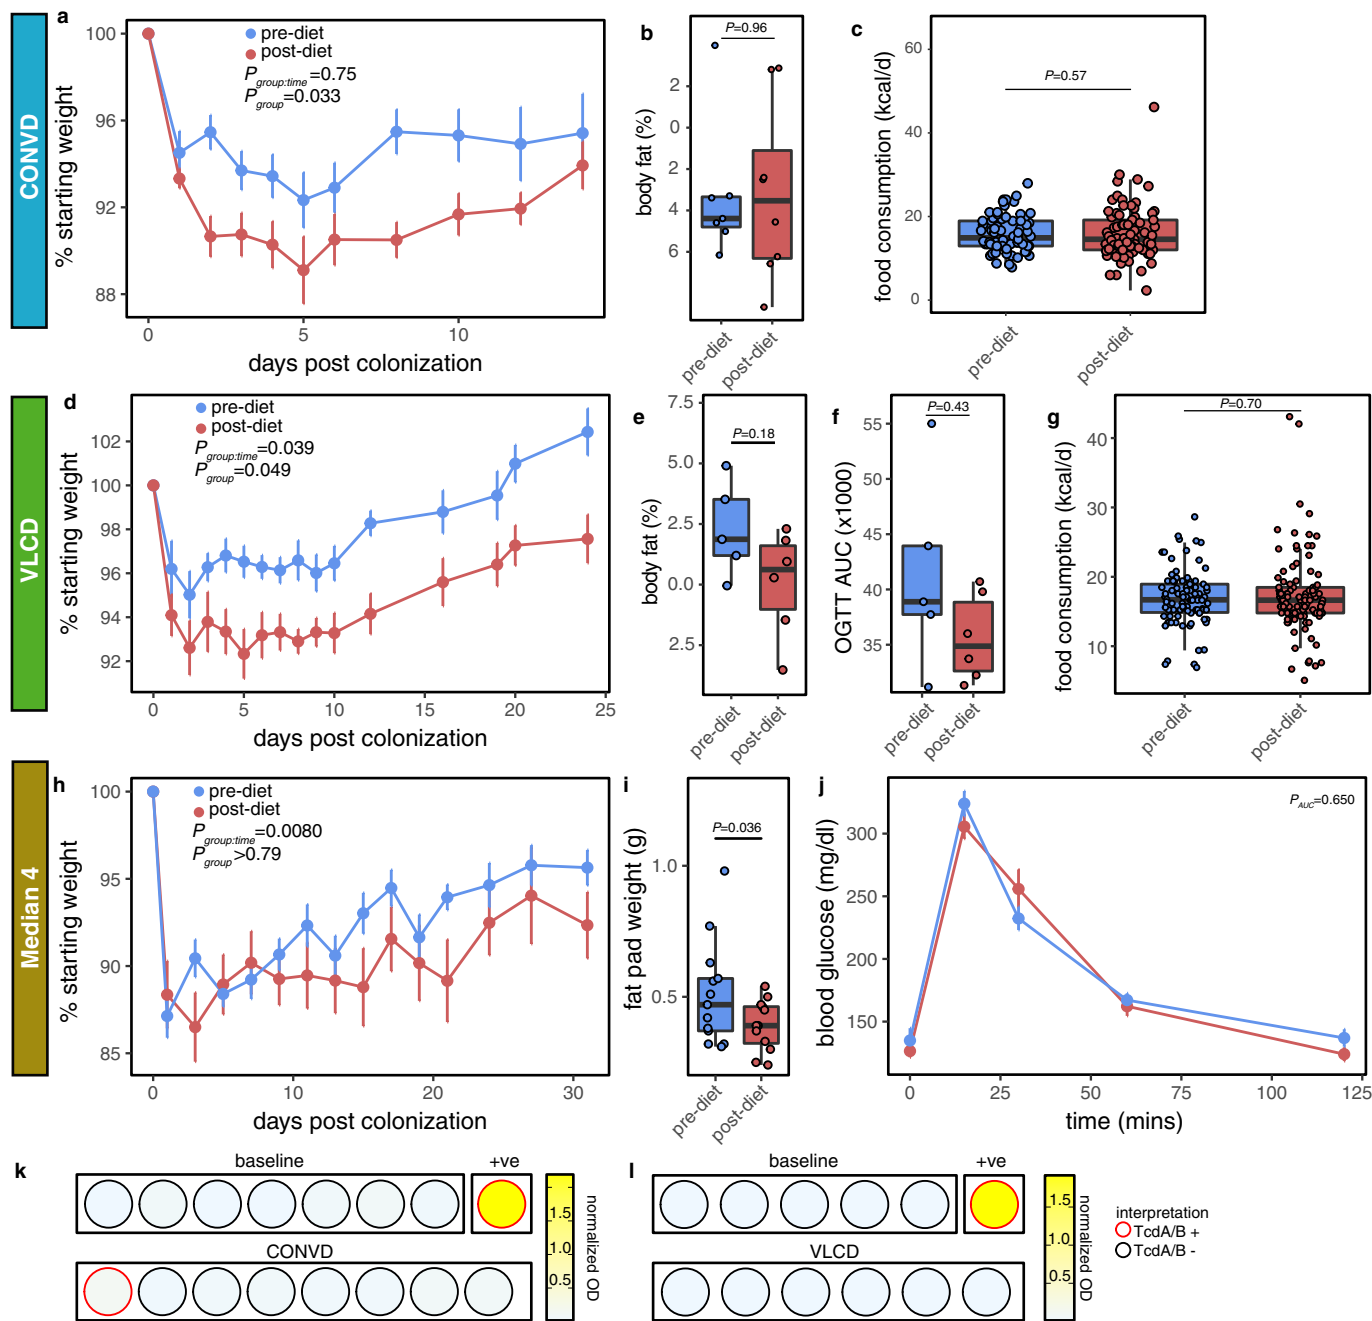 CONVD
a
100
96
92
88
% starting weight
pre-diet
post-diet
P group:time =0.75
P group =0.033
0
5
10
days post colonization
b
P=0.96
2
0
2
4
6
body fat (%)
pre-diet
post-diet
c
60
40
20
0
food consumption (kcal/d)
P=0.57
pre-diet
post-diet
VLCD
d
102
100
98
96
94
92
% starting weight
pre-diet
post-diet
P group:time =0.039
P group =0.049
0
5
10
15
20
25
days post colonization
e
7.5
5.0
2.5
0.0
2.5
body fat (%)
P=0.18
pre-diet
post-diet
f
55
45
40
35
OGTT AUC (x1000)
P=0.43
pre-diet
post-diet
g
40
30
20
10
food consumption (kcal/d)
P=0.70
pre-diet
post-diet
Median 4
h
100
95
90
85
% starting weight
pre-diet
post-diet
P group:time =0.0080
P group >0.79
0
10
20
30
days post colonization
i
1.0
0.5
fat pad weight (g)
P=0.036
pre-diet
post-diet
j
300
250
200
150
blood glucose (mg/dl)
P AUC =0.650
0
25
50
75
100
125
time (mins)
k
baseline
+ve
CONVD
1.5
1.0
0.5
normalized OD
l
baseline
+ve
VLCD
1.5
1.0
0.5
normalized OD
interpretation
TcdA/B +
TcdA/B -